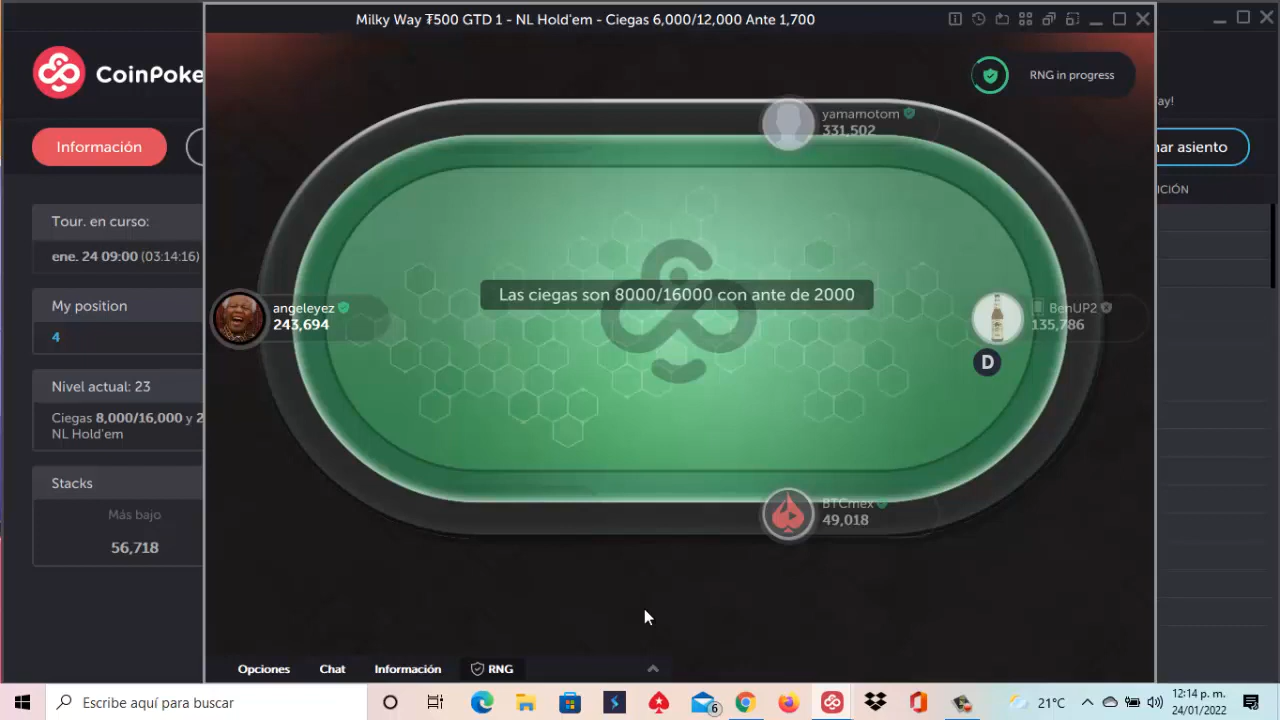 Milky Way ₮500 GTD 1 - NL Hold'em - Ciegas 6,000/12,000 Ante 1,700
CoinPoke
RNG in progress
ay!
Información
nar asiento
ICIÓN
yamamotom
331,502
Tour. en curso:
ene. 24 09:00 (03:14:16)
My position
4
Las ciegas son 8000/16000 con ante de 2000
angeleyez
243,694
BenUP2
135,786
D
Nivel actual: 23
Ciegas 8,000/16,000 y 2
NL Hold'em
Stacks
Más bajo
56,718
BTCmex
49,018
Opciones Chat Información RNG
Escribe aquí para buscar
6
21°C
12:14 p. m.
24/01/2022